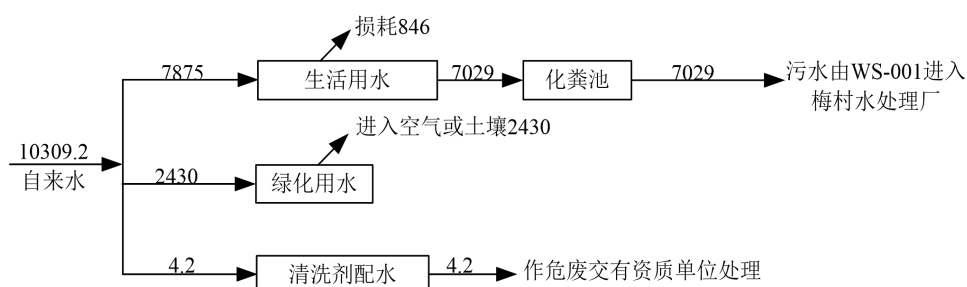 损耗846
7875
生活用水
7029
化粪池
7029
污水由WS-001进入
梅村水处理厂
进入空气或土壤2430
10309.2
自来水
2430
绿化用水
4.2
清洗剂配水
4.2
作危废交有资质单位处理